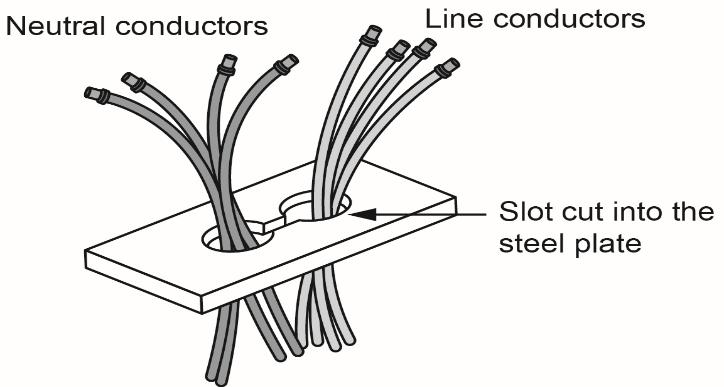 Neutral conductors
Line conductors
Slot cut into the
steel plate